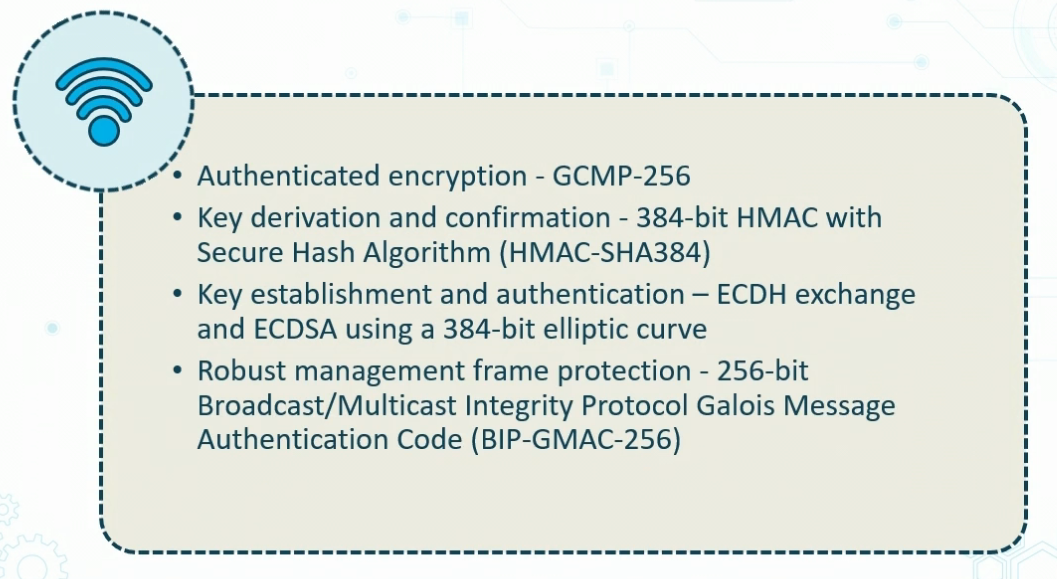 • Authenticated encryption - GCMP-256
• Key derivation and confirmation - 384-bit HMAC with
Secure Hash Algorithm (HMAC-SHA384)
• Key establishment and authentication – ECDH exchange
and ECDSA using a 384-bit elliptic curve
• Robust management frame protection - 256-bit
Broadcast/Multicast Integrity Protocol Galois Message
Authentication Code (BIP-GMAC-256)